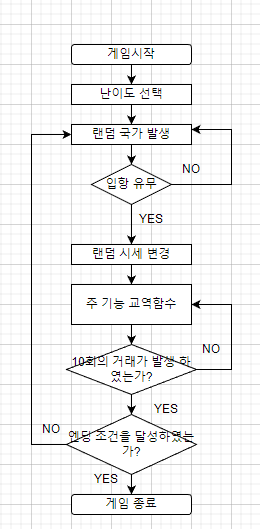 게임시작
난이도 선택
랜덤 국가 발생
입항 유무
NO
YES
랜덤 시세 변경
주 기능 교역함수
10회의 거래가 발생 하
였는가?
NO
YES
엔딩 조건을 달성하였는
가?
NO
YES
게임 종료